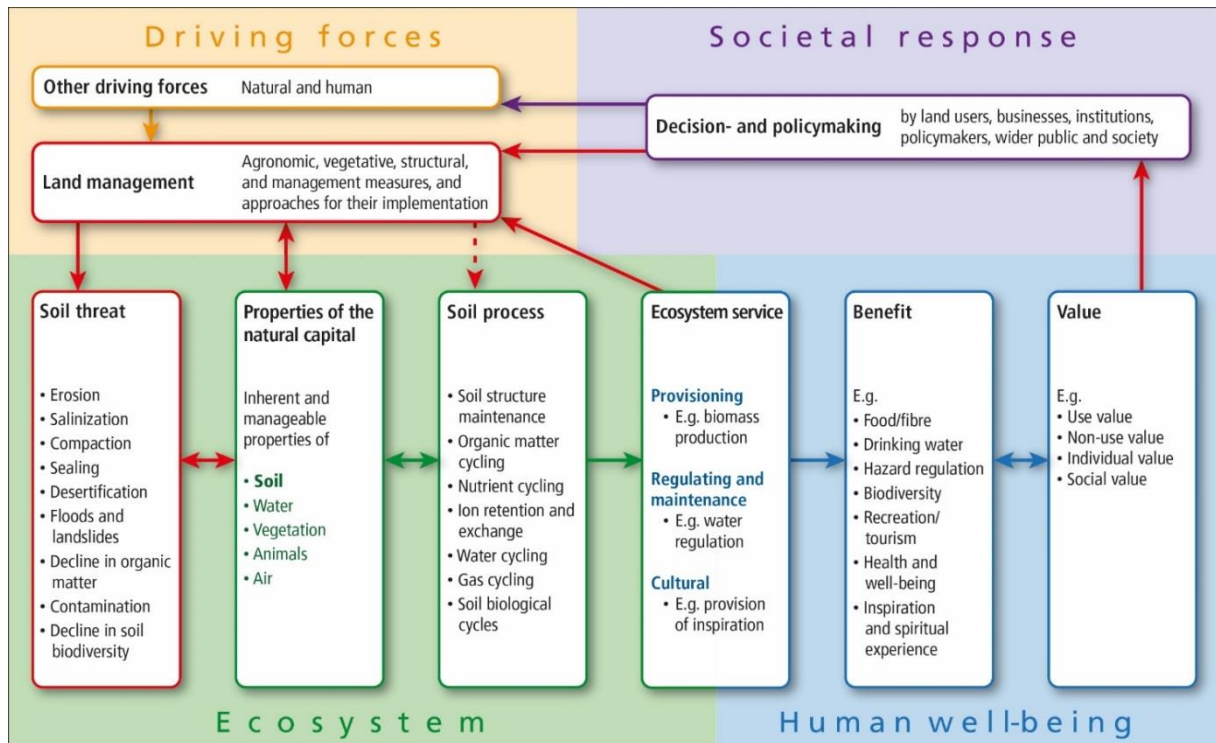 Driving forces
Societal response
Other driving forces
Natural and human
Decision- and policymaking
by land users, businesses, institutions,
policymakers, wider public and society
Land management
Agronomic, vegetative, structural,
and management measures, and
approaches for their implementation
Soil threat
• Erosion
• Salinization
• Compaction
• Sealing
• Desertification
• Floods and
landslides
• Decline in organic
matter
• Contamination
• Decline in soil
biodiversity
Properties of the
natural capital
Inherent and
manageable
properties of
• Soil
• Water
• Vegetation
• Animals
• Air
Soil process
• Soil structure
maintenance
• Organic matter
cycling
• Nutrient cycling
• Ion retention and
exchange
• Water cycling
• Gas cycling
• Soil biological
cycles
Ecosystem service
Provisioning
• E.g. biomass
production
Regulating and
maintenance
• E.g. water
regulation
Cultural
• E.g. provision
of inspiration
Benefit
E.g.
• Food/fibre
• Drinking water
• Hazard regulation
• Biodiversity
• Recreation/
tourism
• Health and
well-being
• Inspiration
and spiritual
experience
Value
E.g.
• Use value
• Non-use value
• Individual value
• Social value
Ecosystem
Human well-being